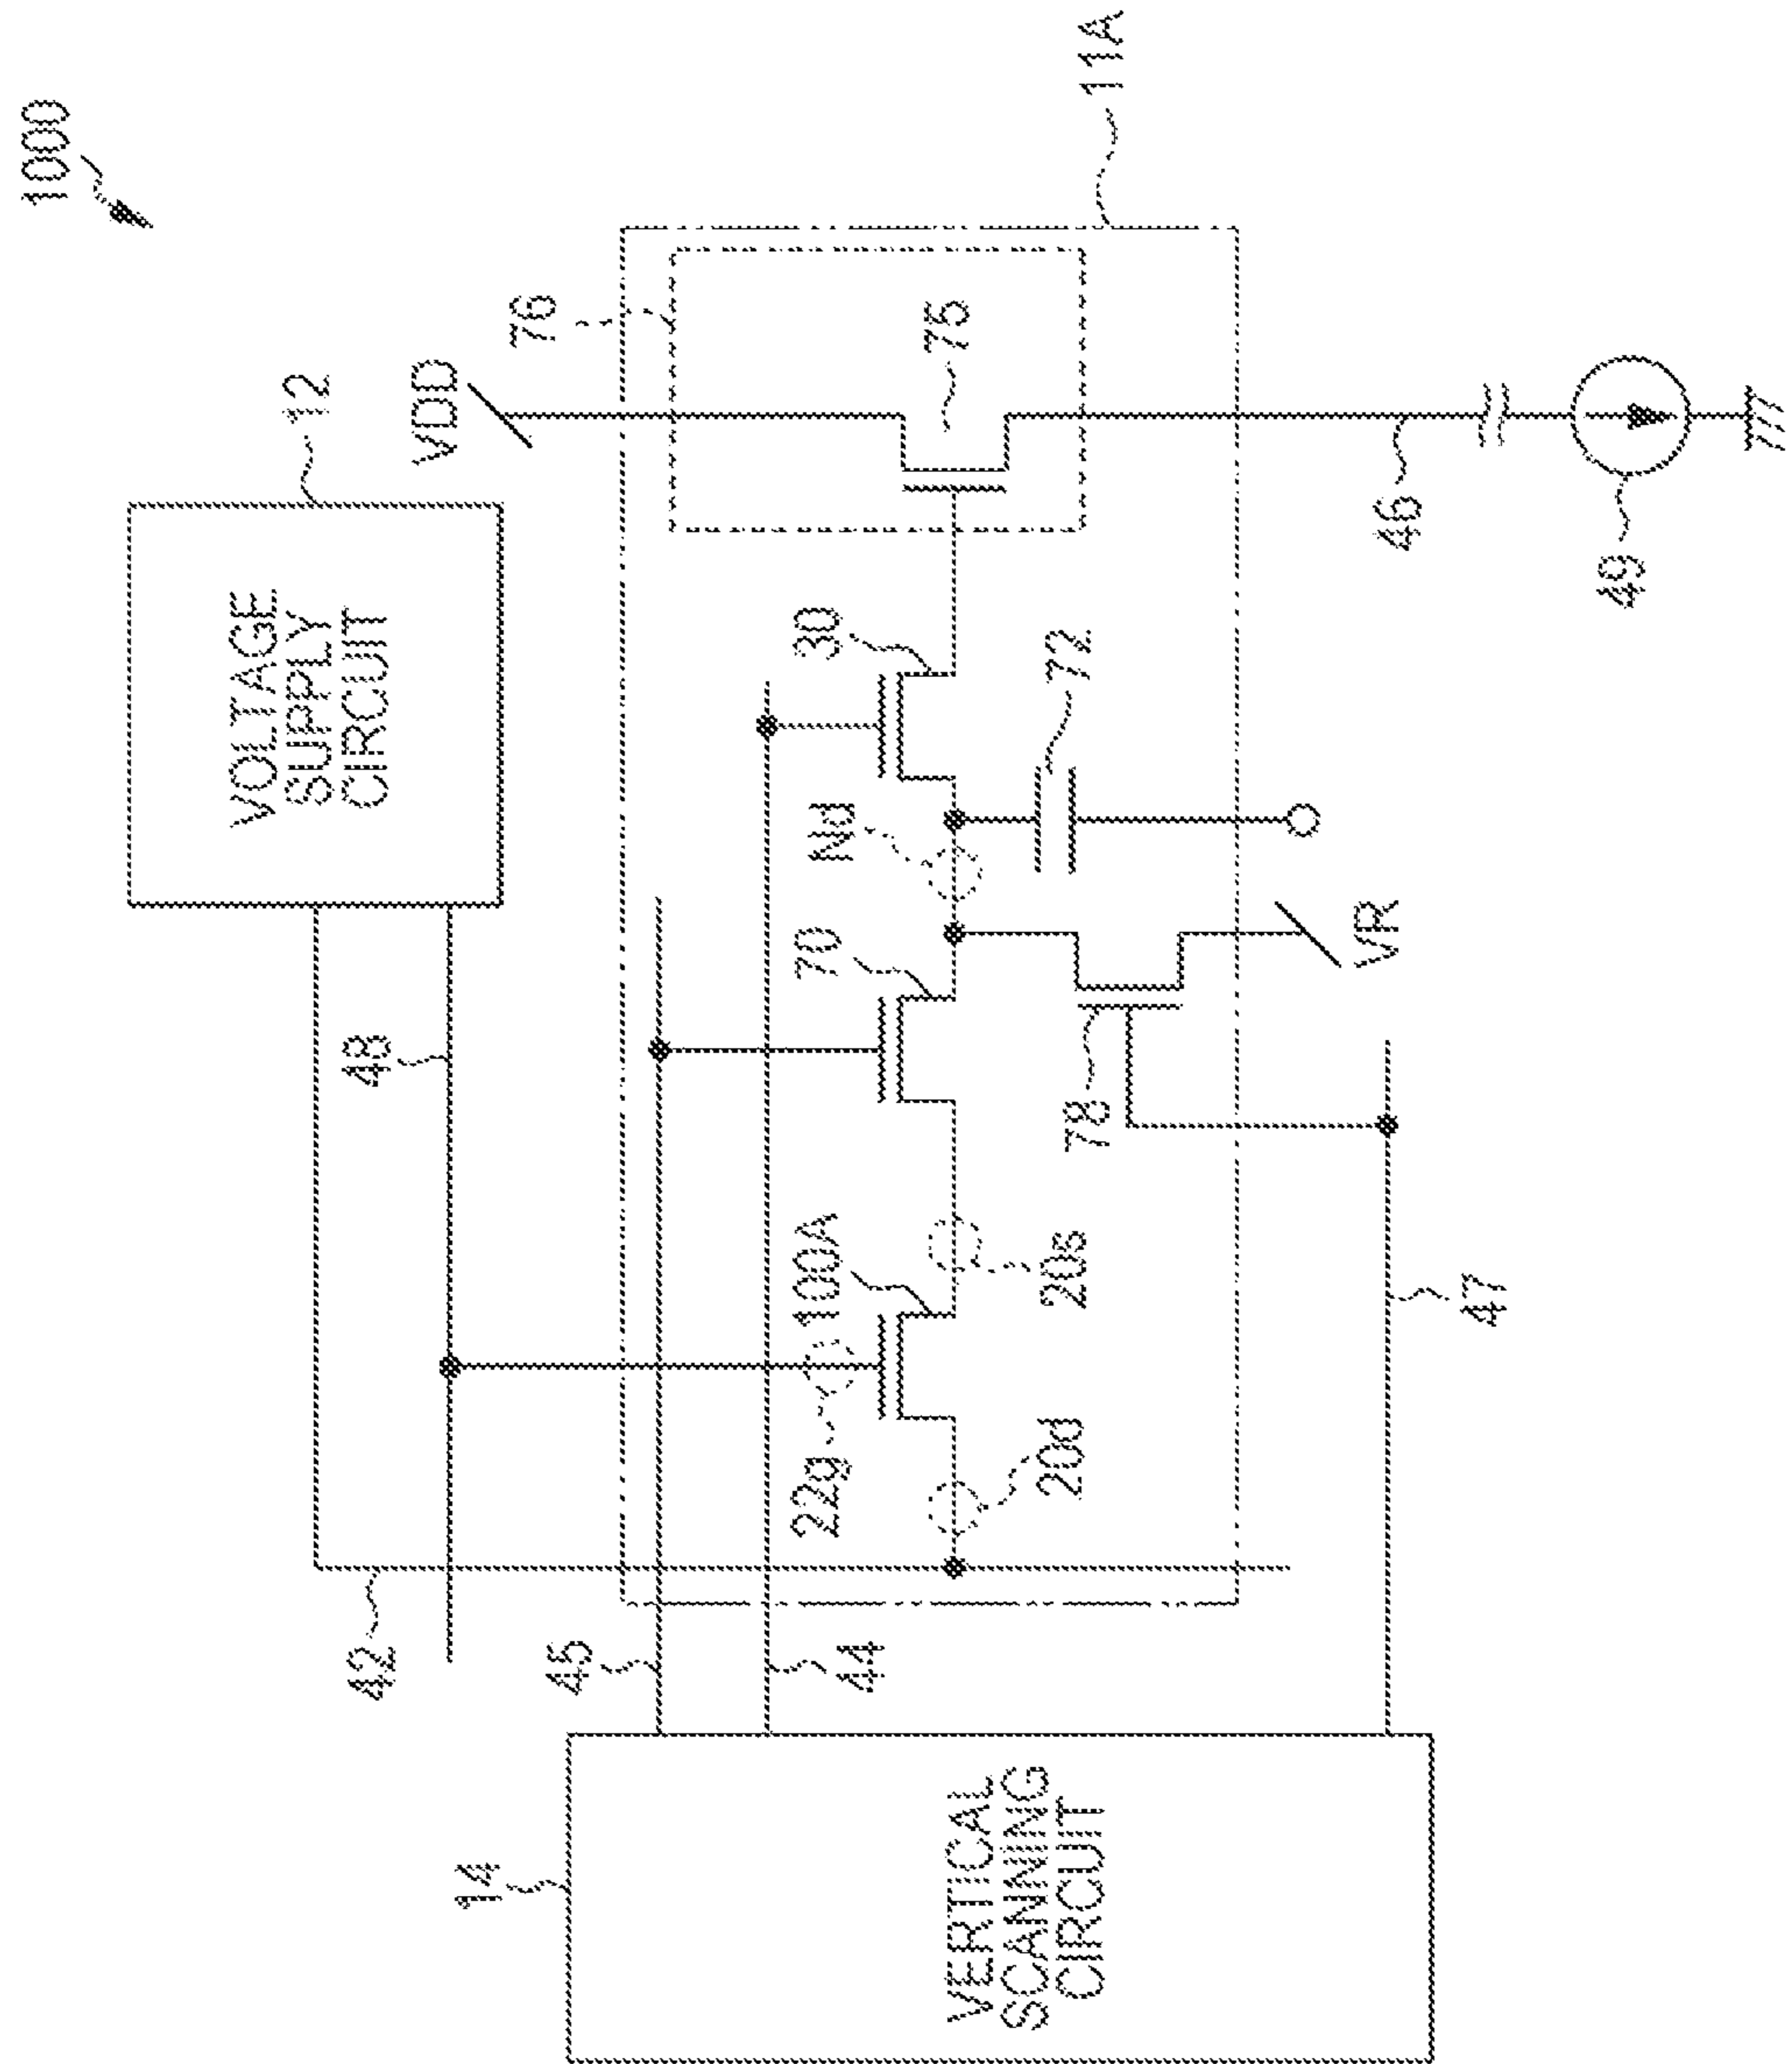 1000
12
VOLTAGE
SUPPLY
CIRCUIT
VDD
76
11A
48
42
45
44
70
30
Nd
75
72
100A
22g
20s
20d
78
VR
46
49
47
14
VERTICAL
SCANNING
CIRCUIT